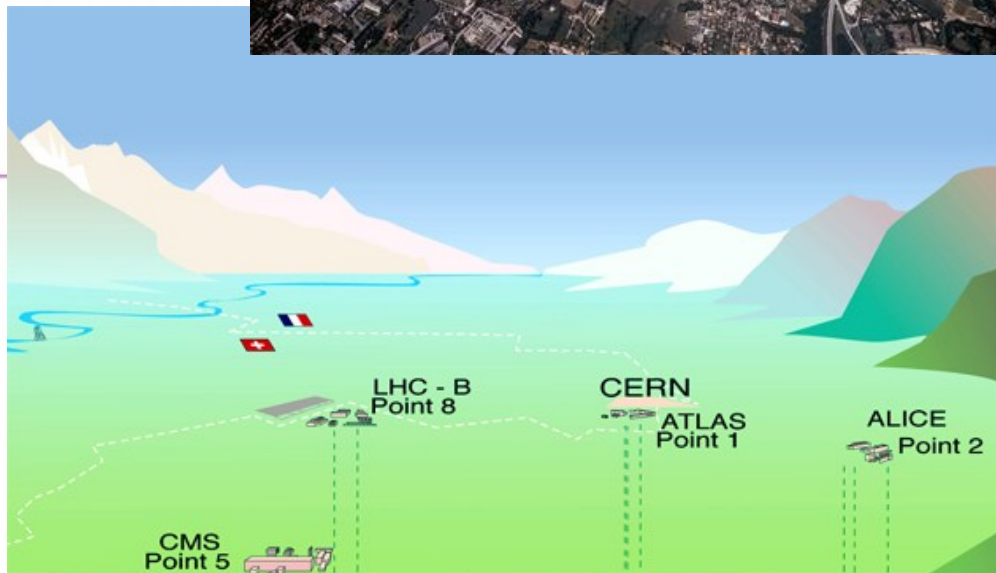 LHC - B
Point 8
CERN
ATLAS
Point 1
ALICE
Point 2
CMS
Point 5